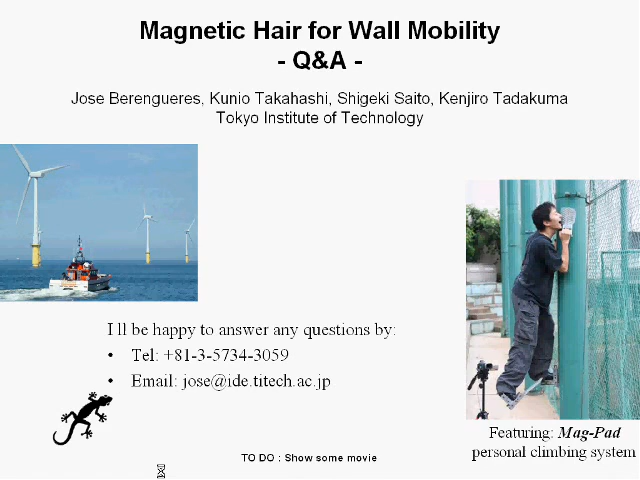 Magnetic Hair for Wall Mobility
- Q&A -
Jose Berengueres, Kunio Takahashi, Shigeki Saito, Kenjiro Tadakuma
Tokyo Institute of Technology
I ll be happy to answer any questions by:
• Tel: +81-3-5734-3059
• Email: jose@ide.titech.ac.jp
Featuring: Mag-Pad
personal climbing system
TO DO : Show some movie